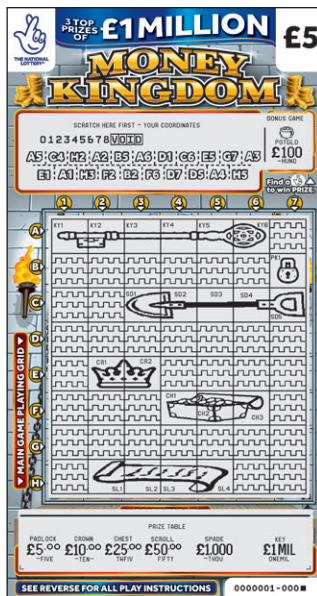 3 TOP
PRIZES
OF £1 MILLION
£5
THE NATIONAL
LOTTERY
MONEY
KINGDOM
SCRATCH HERE FIRST - YOUR COORDINATES
012345678 VOID
A5 C4 H2 A2 B5 A6 D1 C6 E5 G7 A3
E1 A1 H3 F2 B2 F6 D7 D5 A4 H5
BONUS GAME
POTGLD
£100
-HUND
Find a
to win PRIZE
1 2 3 4 5 6 7
A
KY1 KY2 KY3 KY4 KY5 KY6
B
PK1
C
SD1 SD2 SD3 SD4
SD5
D
E
CR1 CR2
F
CH1
CH2
CH3
G
H
SL1 SL2 SL3 SL4
MAIN GAME PLAYING GRID
PRIZE TABLE
PADLOCK CROWN CHEST SCROLL SPADE KEY
£5.00 £10.00 £25.00 £50.00 £1,000 £1MIL
-FIVE -TEN- TWFIV FIFTY -THOU ONEMIL
SEE REVERSE FOR ALL PLAY INSTRUCTIONS
0000001-000